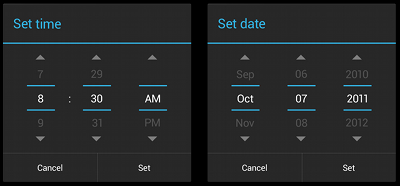 Set time
7 29
8 : 30 AM
9 31 PM
Cancel Set
Set date
Sep 06 2010
Oct 07 2011
Nov 08 2012
Cancel Set